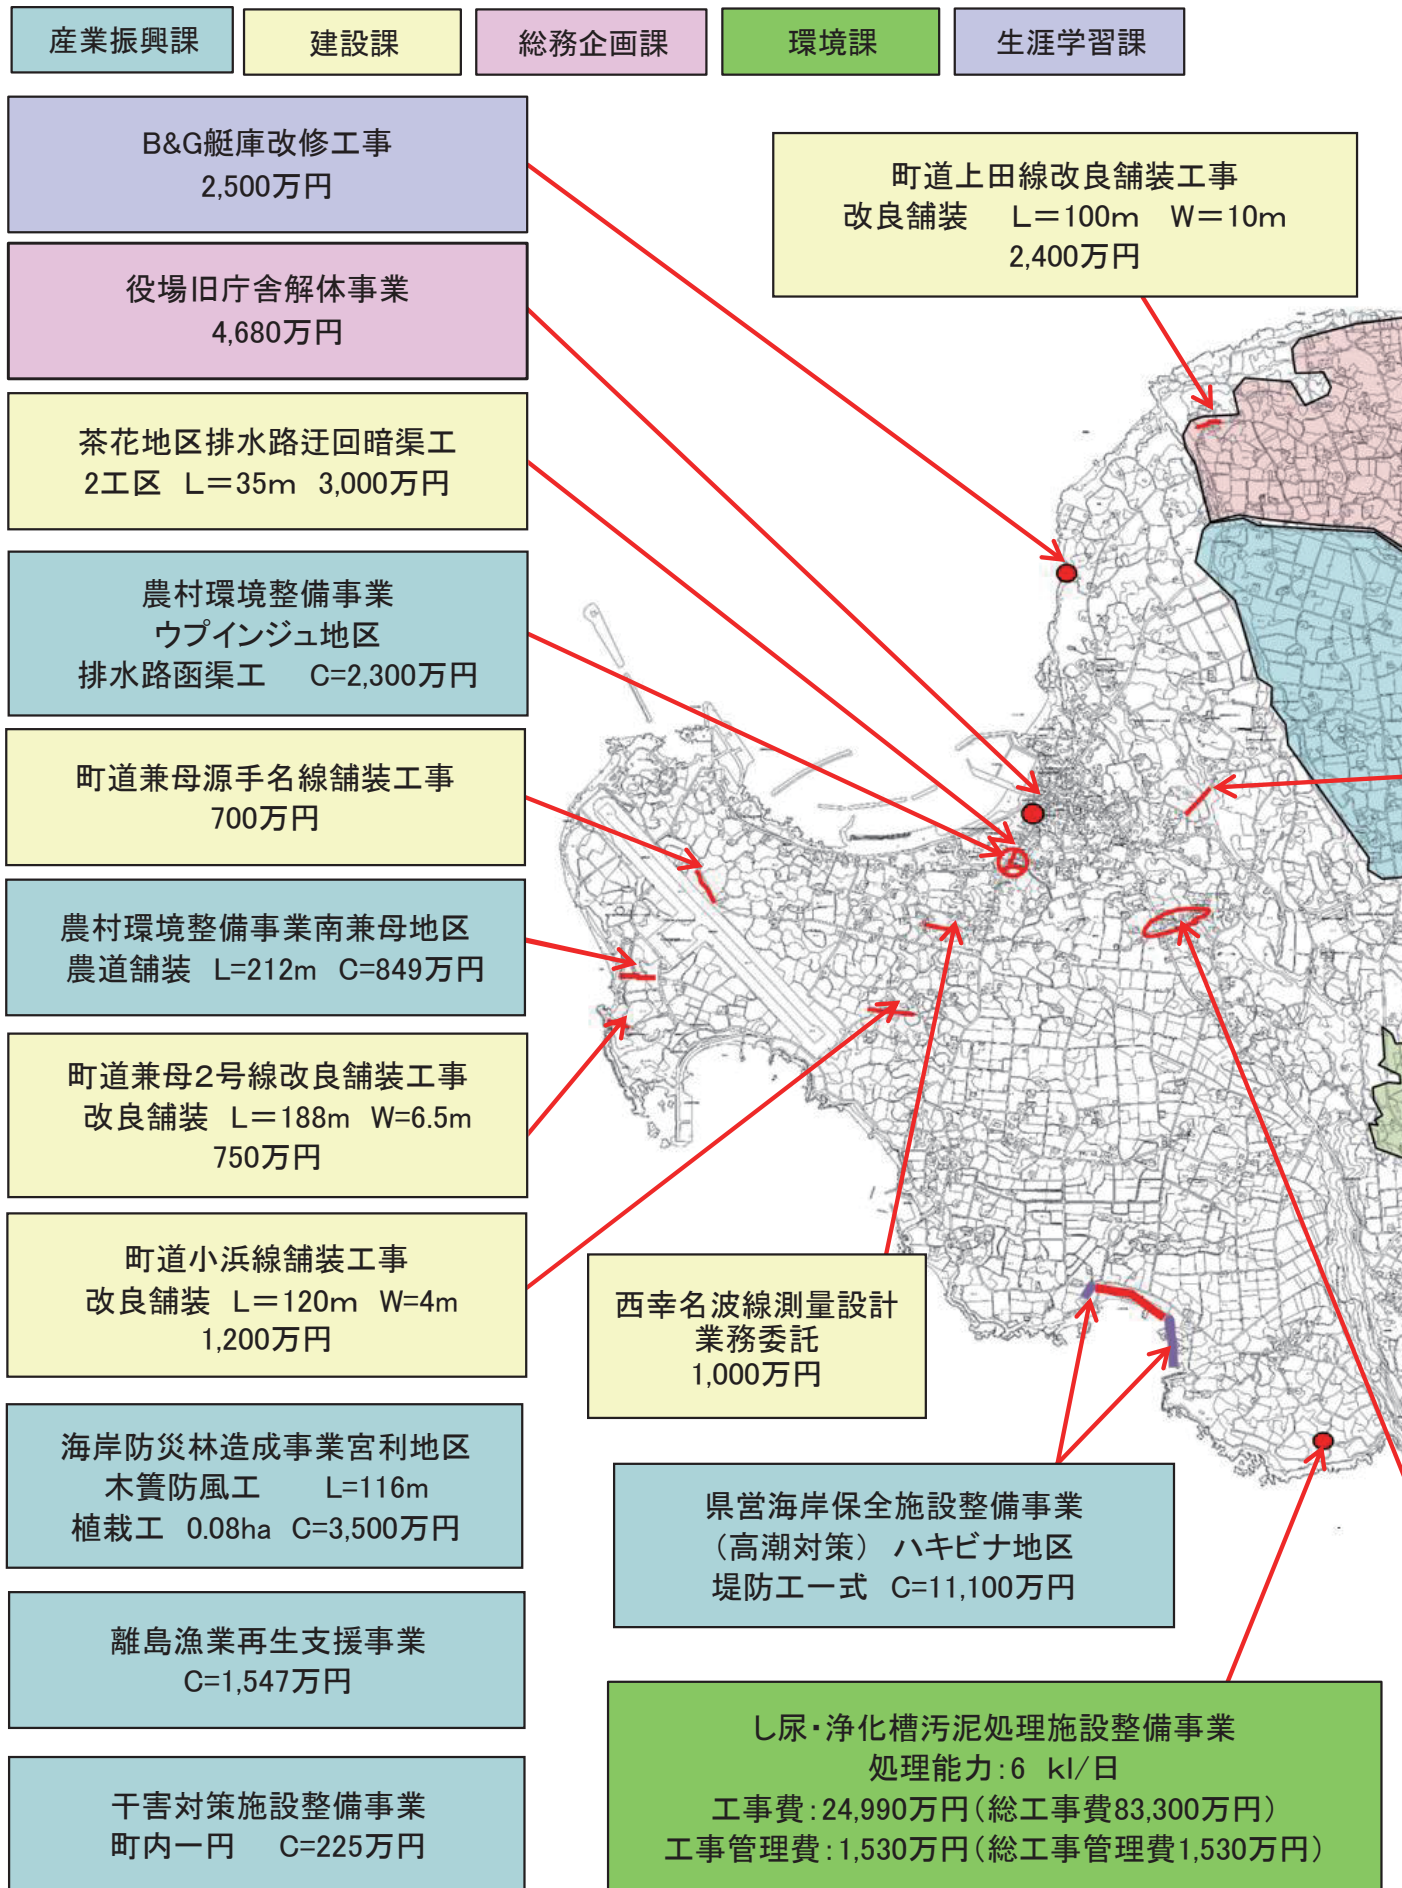 産業振興課
建設課
総務企画課
環境課
生涯学習課
B&G艇庫改修工事
2,500万円
役場旧庁舎解体事業
4,680万円
茶花地区排水路迂回暗渠工
2工区 L=35m 3,000万円
農村環境整備事業
ウプインジュ地区
排水路函渠工 C=2,300万円
町道兼母源手名線舗装工事
700万円
農村環境整備事業南兼母地区
農道舗装 L=212m C=849万円
町道兼母2号線改良舗装工事
改良舗装 L=188m W=6.5m
750万円
町道小浜線舗装工事
改良舗装 L=120m W=4m
1,200万円
海岸防災林造成事業宮利地区
木簀防風工 L=116m
植栽工 0.08ha C=3,500万円
離島漁業再生支援事業
C=1,547万円
干害対策施設整備事業
町内一円 C=225万円
町道上田線改良舗装工事
改良舗装 L=100m W=10m
2,400万円
西幸名波線測量設計
業務委託
1,000万円
県営海岸保全施設整備事業
(高潮対策) ハキビナ地区
堤防工一式 C=11,100万円
し尿・浄化槽汚泥処理施設整備事業
処理能力:6 kl/日
工事費:24,990万円(総工事費83,300万円)
工事管理費:1,530万円(総工事管理費1,530万円)